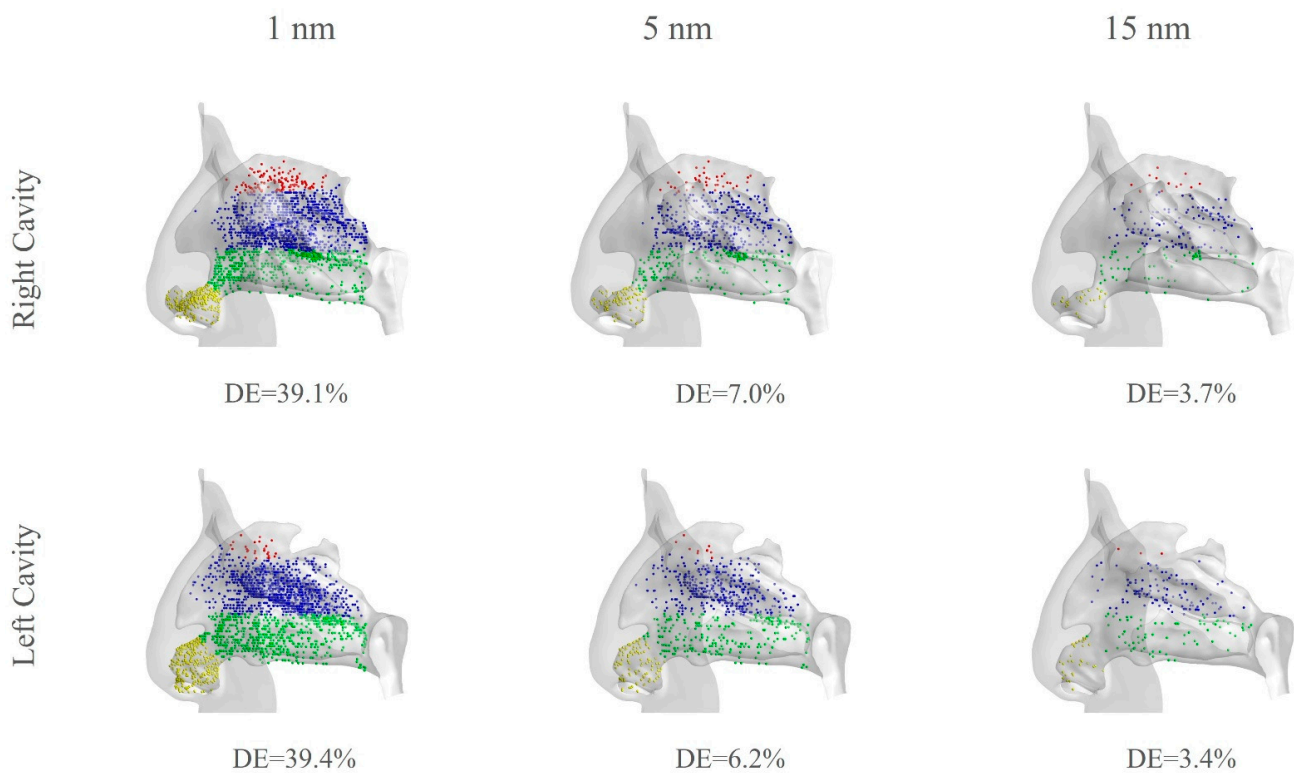 1 nm 5 nm 15 nm
Right Cavity
DE=39.1% DE=7.0% DE=3.7%
Left Cavity
DE=39.4% DE=6.2% DE=3.4%